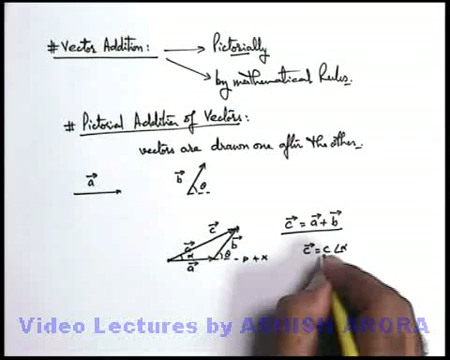 # Vector Addition: → Pictorially
→ by mathematical Rules.
# Pictorial Addition of Vectors:
vectors are drawn one after the other.
a⃗
b⃗
θ
c⃗
c⃗
α
a⃗
b⃗
θ
+x
c⃗ = a⃗ + b⃗
c⃗ = c∠α
Video Lectures by ASHISH ARORA